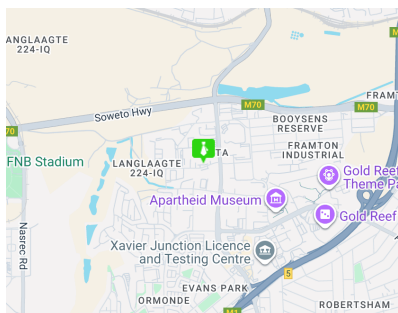 ANGLAAGTE
224-IQ
FRAMT
M70
Soweto Hwy
M70
70
BOOYSENS
RESERVE
TA
FRAMTON
INDUSTRIAL
FNB Stadium
LANGLAAGTE
224-IQ
Gold Reef
Theme Pa
Apartheid Museum
Gold Reef
Nasrec Rd
Xavier Junction Licence
and Testing Centre
5
EVANS PARK
ORMONDE
ROBERTSHAM
M1